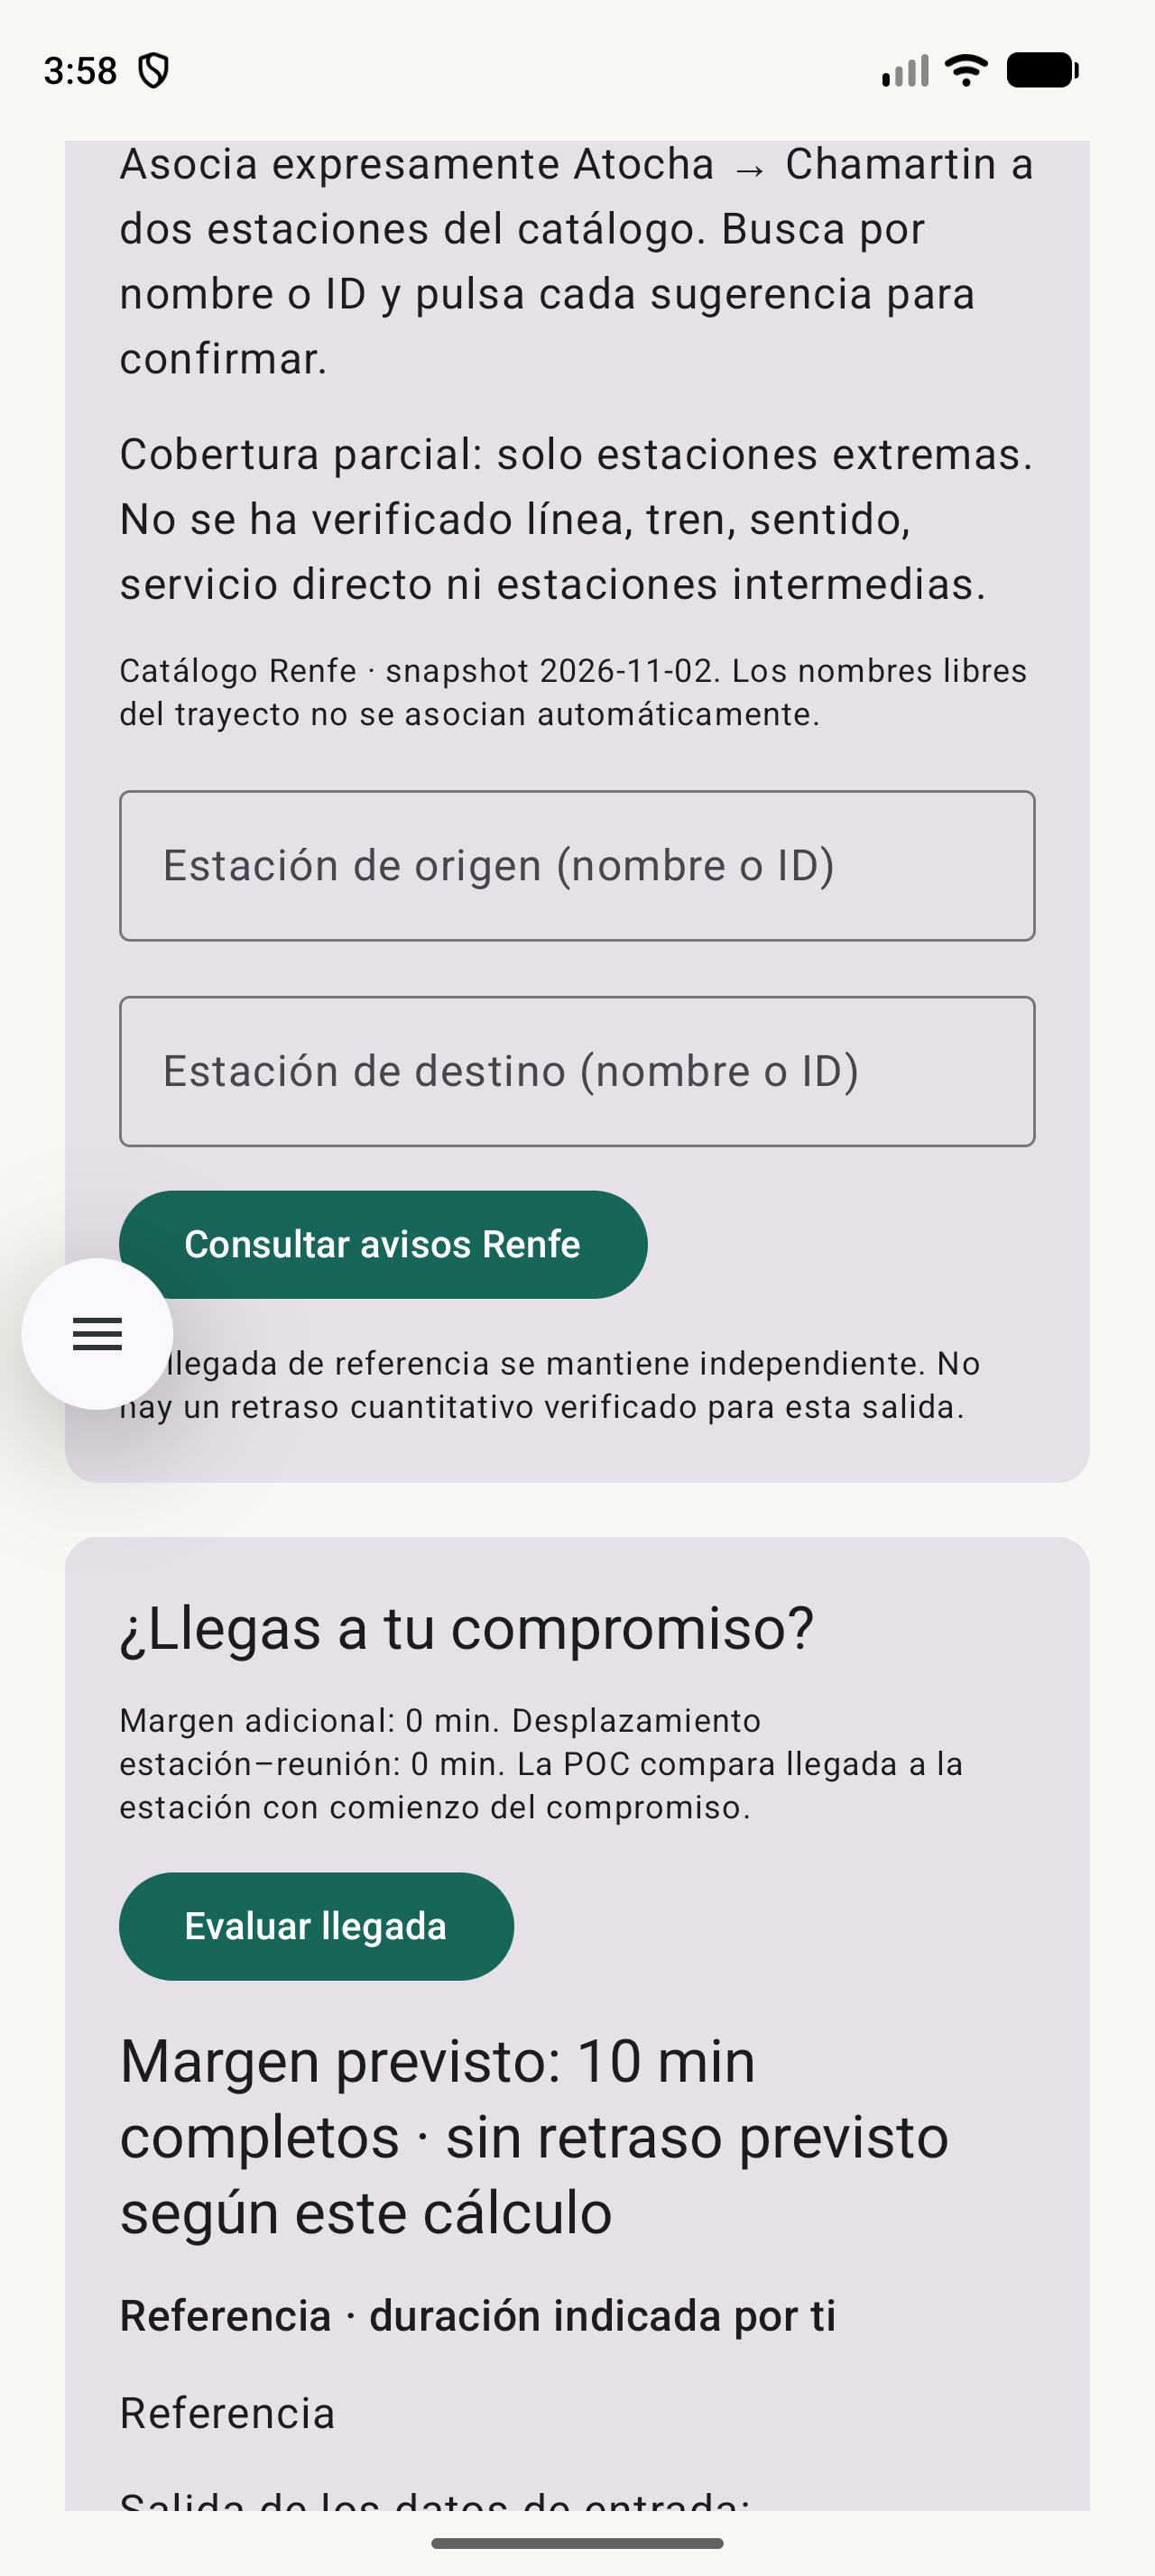 3:58
Asocia expresamente Atocha → Chamartin a
dos estaciones del catálogo. Busca por
nombre o ID y pulsa cada sugerencia para
confirmar.
Cobertura parcial: solo estaciones extremas.
No se ha verificado línea, tren, sentido,
servicio directo ni estaciones intermedias.
Catálogo Renfe · snapshot 2026-11-02. Los nombres libres
del trayecto no se asocian automáticamente.
Estación de origen (nombre o ID)
Estación de destino (nombre o ID)
Consultar avisos Renfe
llegada de referencia se mantiene independiente. No
hay un retraso cuantitativo verificado para esta salida.
¿Llegas a tu compromiso?
Margen adicional: 0 min. Desplazamiento
estación–reunión: 0 min. La POC compara llegada a la
estación con comienzo del compromiso.
Evaluar llegada
Margen previsto: 10 min
completos · sin retraso previsto
según este cálculo
Referencia · duración indicada por ti
Referencia
Salida de los datos de entrada: